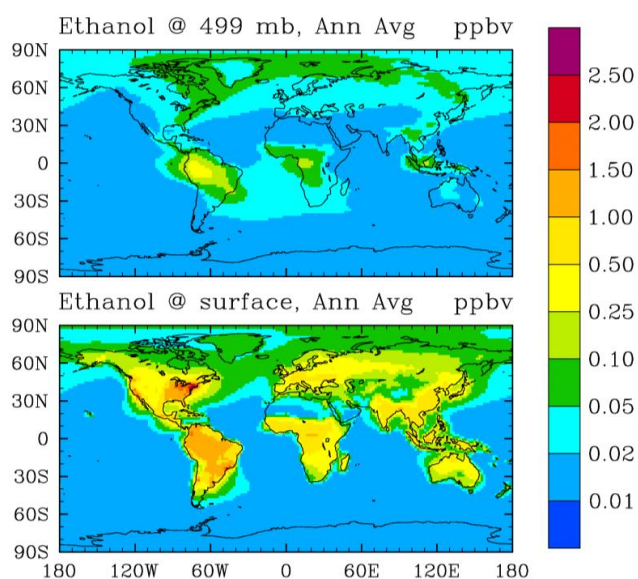 Ethanol @ 499 mb, Ann Avg ppbv
90N
60N
30N
0
30S
60S
90S
Ethanol @ surface, Ann Avg ppbv
90N
60N
30N
0
30S
60S
90S
180 120W 60W 0 60E 120E 180
2.50
2.00
1.50
1.00
0.50
0.25
0.10
0.05
0.02
0.01